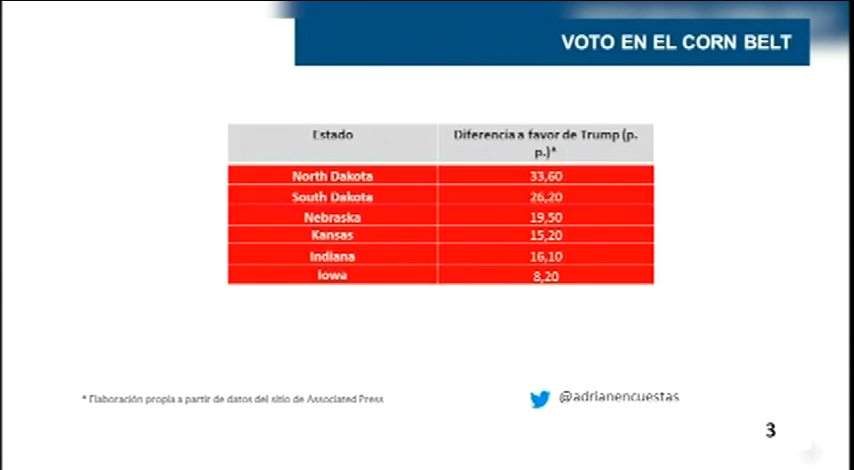 VOTO EN EL CORN BELT
Estado Diferencia a favor de Trump (p.
p.)*
North Dakota 33,60
South Dakota 26,20
Nebraska 19,50
Kansas 15,20
Indiana 16,10
Iowa 8,20
* Elaboración propia a partir de datos del sitio de Associated Press
@adrianencuestas
3